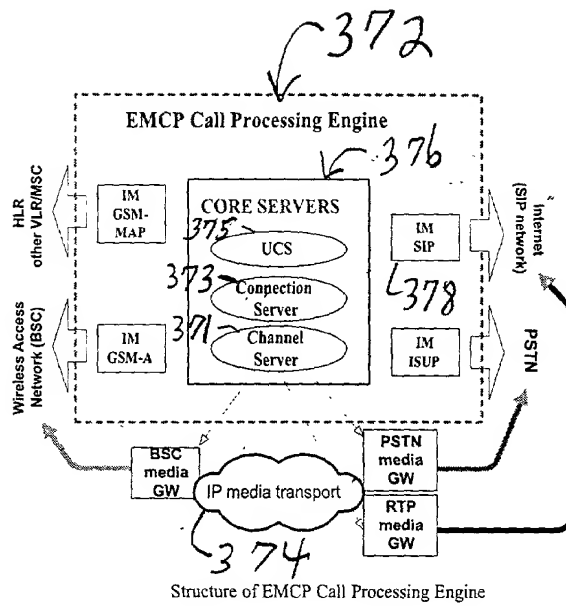 372
EMCP Call Processing Engine
376
HLR
other VLR/MSC
IM
GSM-
MAP
CORE SERVERS
375
UCS
373
Connection
Server
371
Channel
Server
IM
SIP
378
"Internet
(SIP network)
Wireless Access
Network (BSC)
IM
GSM-A
IM
ISUP
PSTN
BSC
media
GW
IP media transport
PSTN
media
GW
RTP
media
GW
374
Structure of EMCP Call Processing Engine